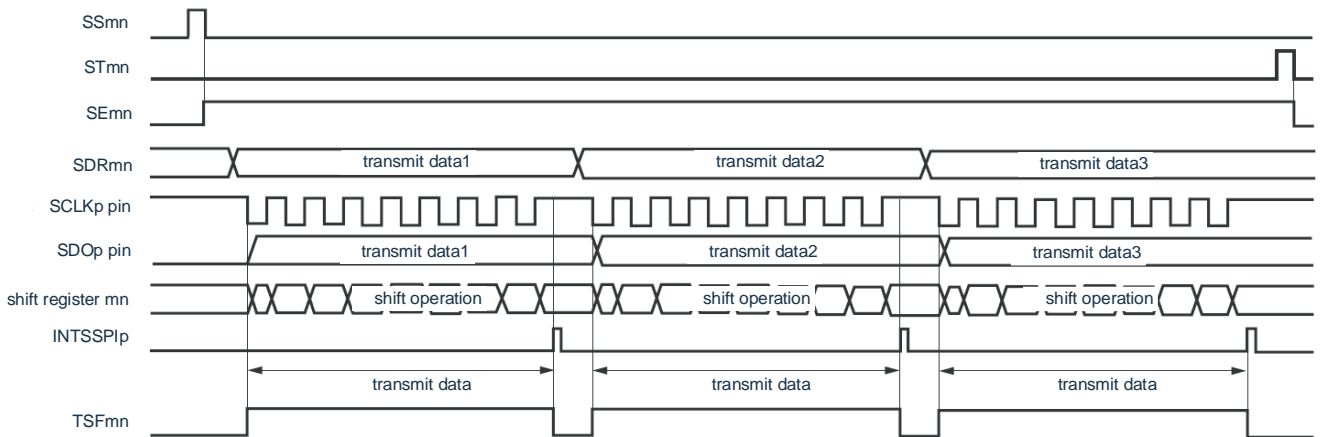 SSmn
STmn
SEmn
SDRmn transmit data1 transmit data2 transmit data3
SCLKp pin
SDOp pin transmit data1 transmit data2 transmit data3
shift register mn shift operation shift operation shift operation
INTSSPIp
transmit data transmit data transmit data
TSFmn